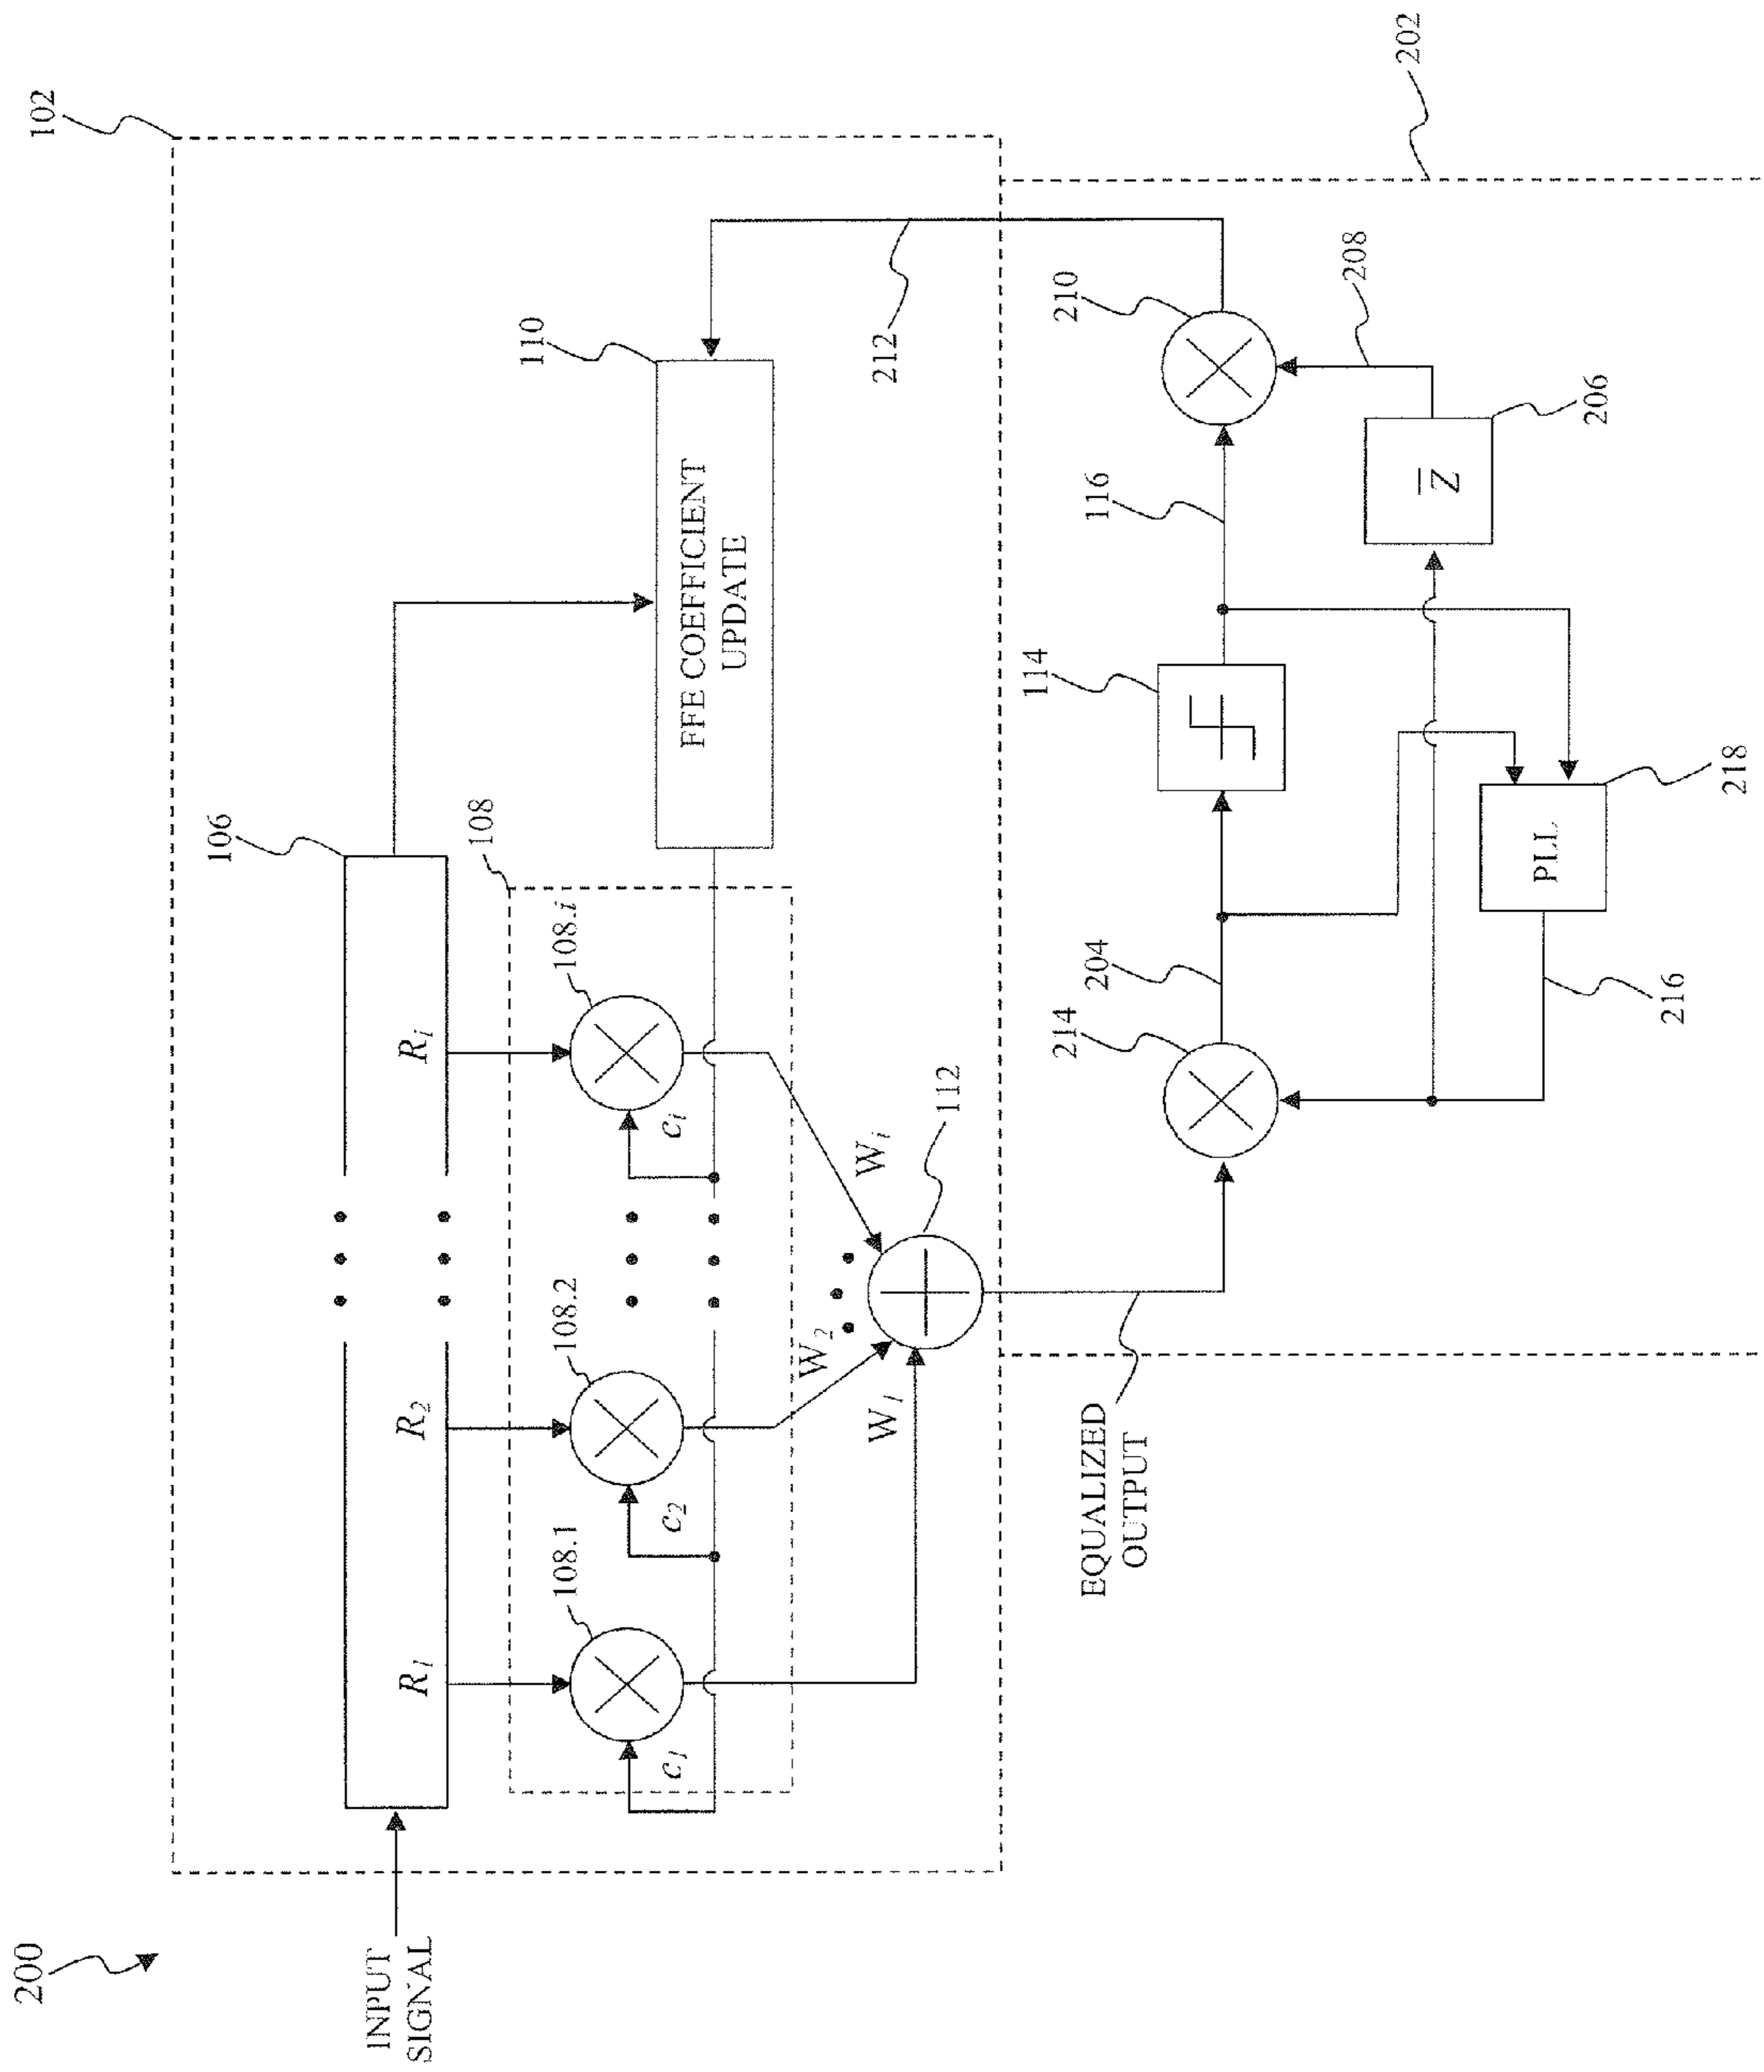 200
102
INPUT
SIGNAL
106
R1
R2
Ri
108
108.1
108.2
108.i
c1
c2
ci
110
FFE COEFFICIENT
UPDATE
W1
W2
Wi
112
212
EQUALIZED
OUTPUT
214
204
114
116
210
208
Z̅
206
PLL
216
218
202